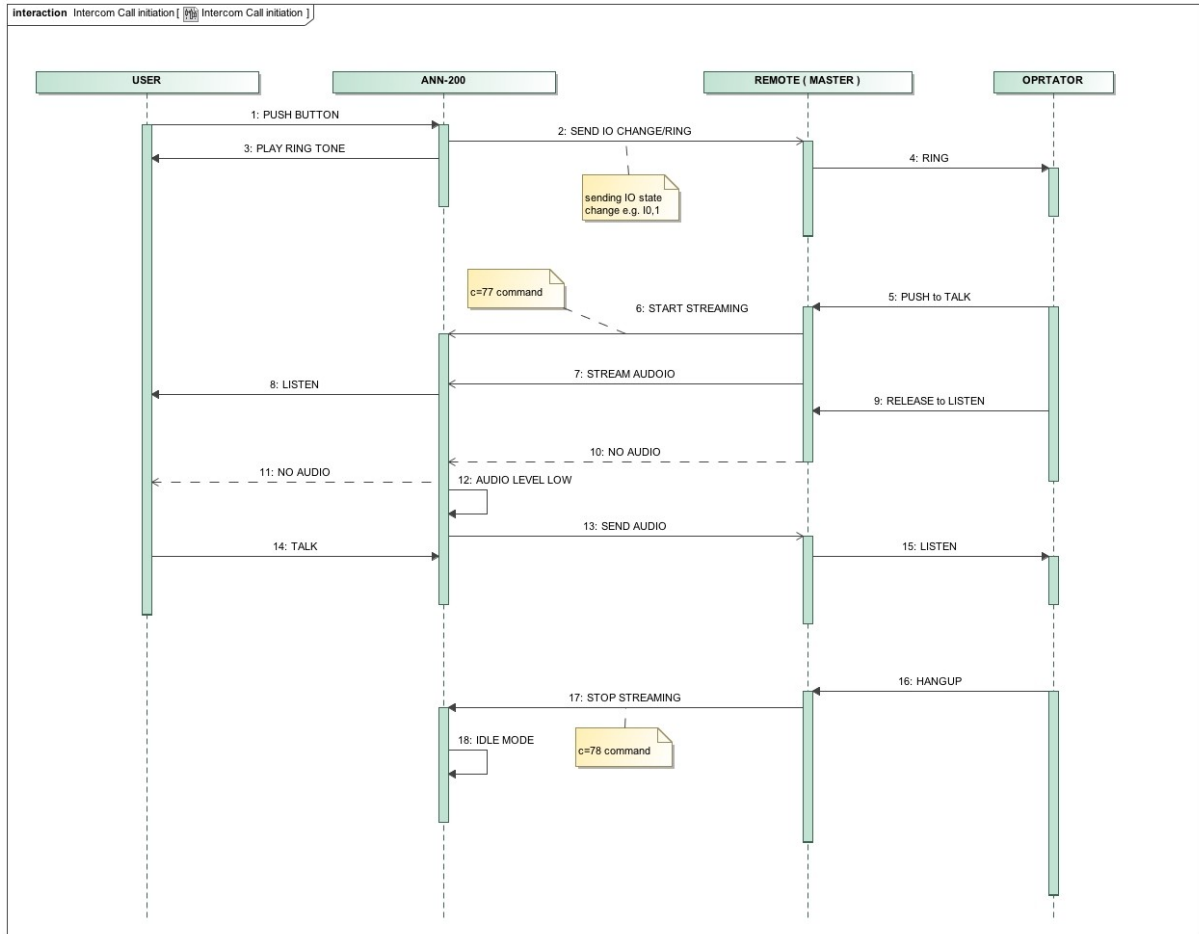 interaction Intercom Call initiation [ Intercom Call initiation ]
USER
ANN-200
REMOTE ( MASTER )
OPRTATOR
1: PUSH BUTTON
2: SEND IO CHANGE/RING
3: PLAY RING TONE
4: RING
sending IO state
change e.g. I0,1
c=77 command
5: PUSH to TALK
6: START STREAMING
7: STREAM AUDOIO
8: LISTEN
9: RELEASE to LISTEN
10: NO AUDIO
11: NO AUDIO
12: AUDIO LEVEL LOW
13: SEND AUDIO
14: TALK
15: LISTEN
16: HANGUP
17: STOP STREAMING
18: IDLE MODE
c=78 command